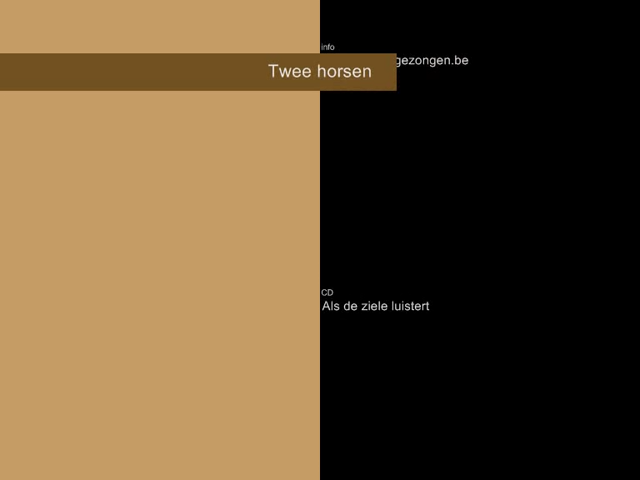 info
gezongen.be
Twee horsen
CD
Als de ziele luistert